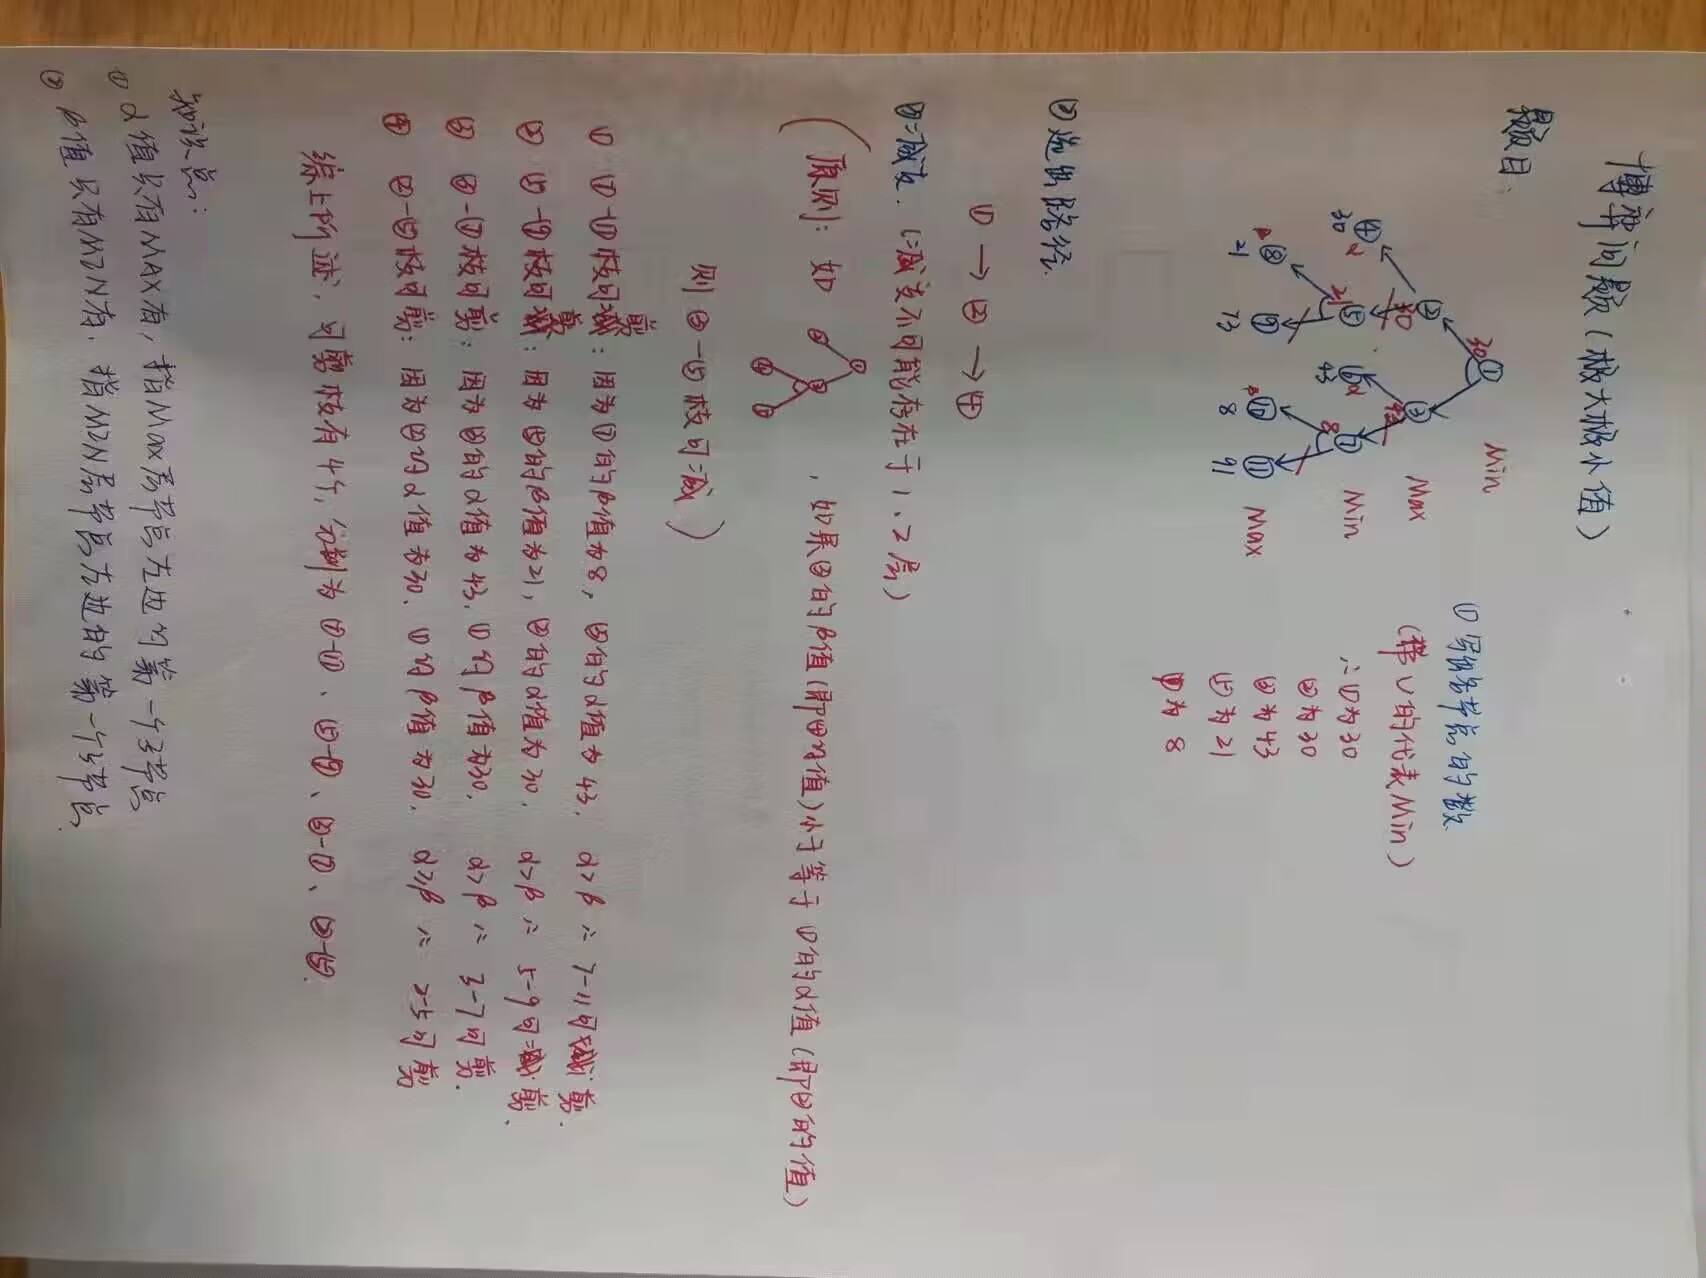 博弈问题(极大极小值)
题目:
30 ① Min
② 30 ③ 43 Max
④ α 30 21 ⑤ ⑥ α 43 8 ⑦ Min
β ⑧ ⑨ β ⑩ ⑪ Max
21 73 8 91
① 写出各节点的数
(带∪的代表Min)
∴①为30
②为30
③为43
⑤为21
⑦为 8
② 选出路径.
① → ② → ④
③减支. (减支不可能存在于1、2层)
(原则: 如
①
② ③
④ ⑤
, 如果③的β值(即④的值)小于等于①的α值(即②的值)
则 ③-⑤ 枝可减)
① ⑦-⑪枝可剪: 因为⑦的β值为8, ③的α值为43. α>β ∴ 7-11可剪.
② ⑤-⑨枝可剪: 因为⑤的β值为21, ②的α值为30. α>β ∴ 5-9可剪.
③ ③-⑦枝可剪: 因为③的α值为43. ①的β值为30. α>β ∴ 3-7可剪.
④ ②-⑤枝可剪: 因为②的α值为30. ①的β值为30. α≥β ∴ 2-5可剪
综上所述, 可剪枝有4个, 分别为⑦-⑪、⑤-⑨、③-⑦、②-⑤.
知识点:
① α值只有MAX有, 指Max层节点左边的第一个子节点
② β值只有MIN有. 指MIN层节点左边的第一个子节点.